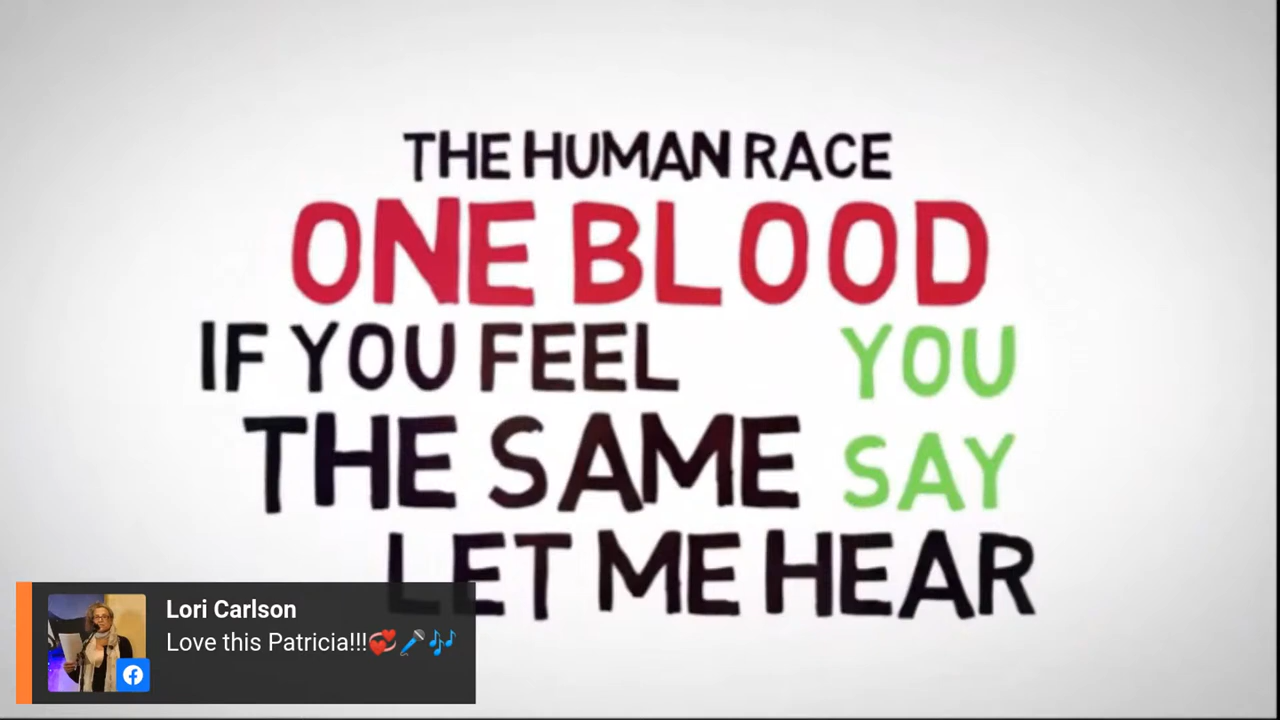 THE HUMAN RACE
ONE BLOOD
IF YOU FEEL
THE SAME
YOU
SAY
LET ME HEAR
Lori Carlson
Love this Patricia!!!💞🎤🎶